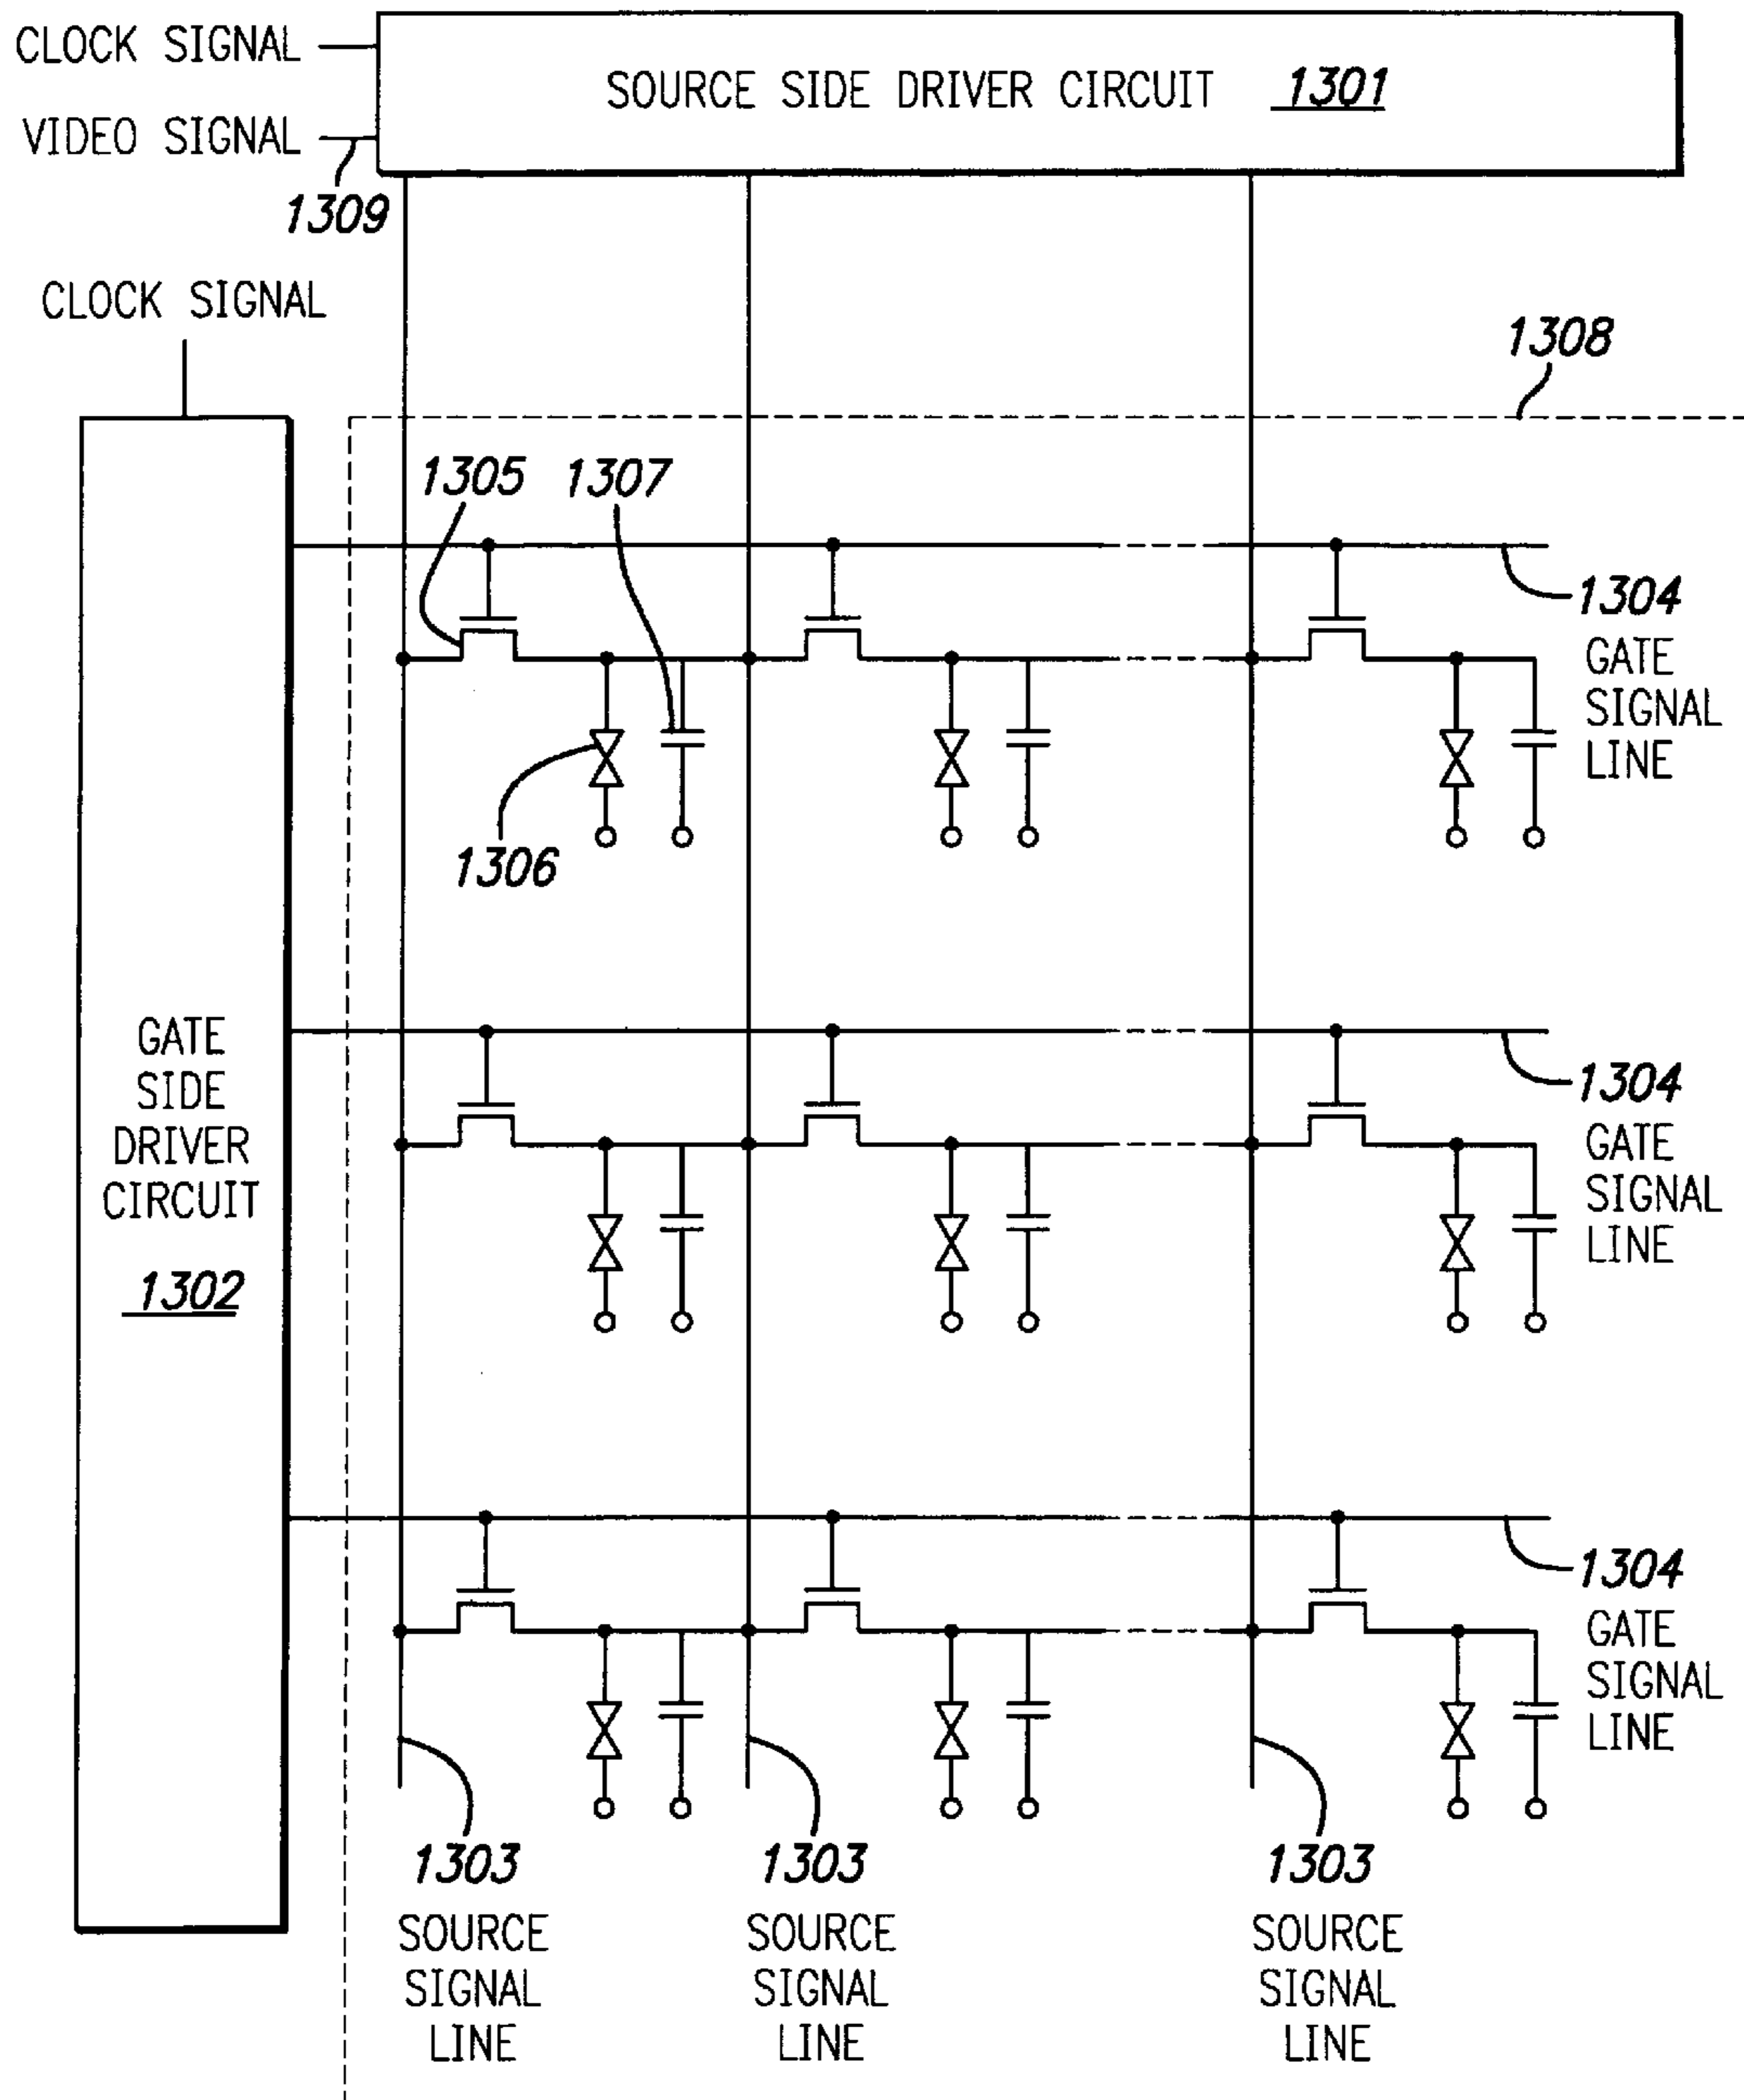 CLOCK SIGNAL
SOURCE SIDE DRIVER CIRCUIT 1301
VIDEO SIGNAL
1309
CLOCK SIGNAL
1308
1305 1307
1304
GATE
SIGNAL
LINE
1306
GATE
SIDE
DRIVER
CIRCUIT
1302
1304
GATE
SIGNAL
LINE
1304
GATE
SIGNAL
LINE
1303
SOURCE
SIGNAL
LINE
1303
SOURCE
SIGNAL
LINE
1303
SOURCE
SIGNAL
LINE